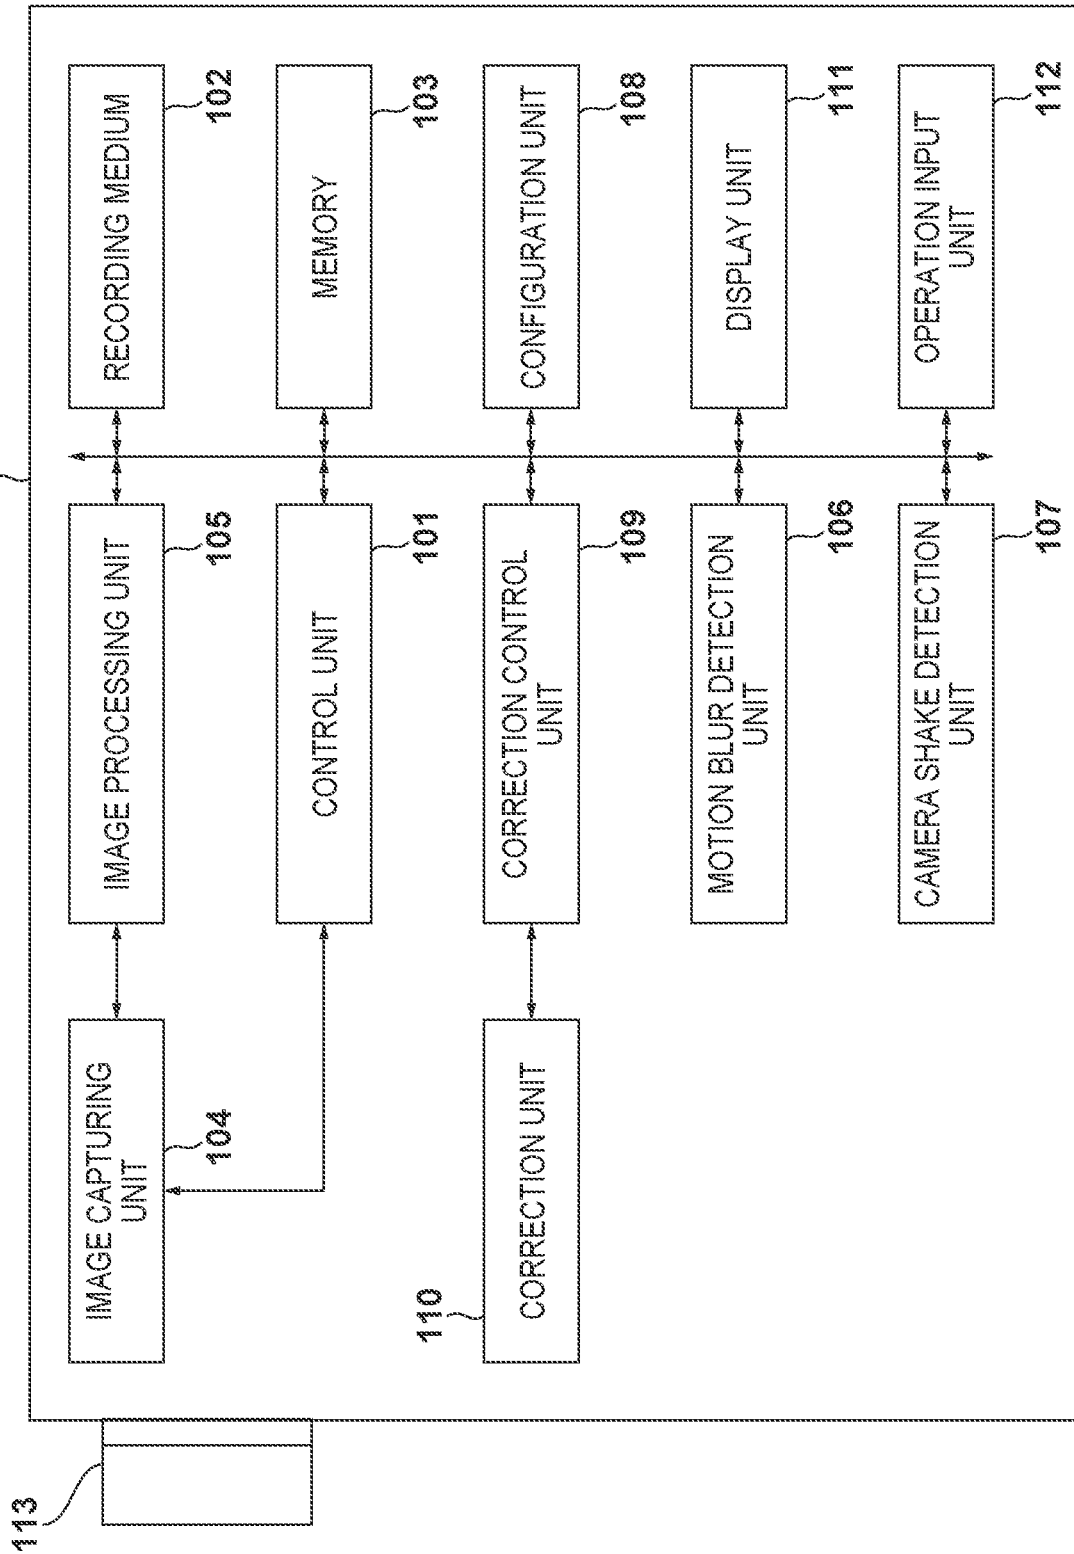 113
IMAGE CAPTURING
UNIT
104
IMAGE PROCESSING UNIT
105
RECORDING MEDIUM
102
CONTROL UNIT
101
MEMORY
103
110
CORRECTION UNIT
CORRECTION CONTROL
UNIT
109
CONFIGURATION UNIT
108
MOTION BLUR DETECTION
UNIT
106
DISPLAY UNIT
111
CAMERA SHAKE DETECTION
UNIT
107
OPERATION INPUT
UNIT
112